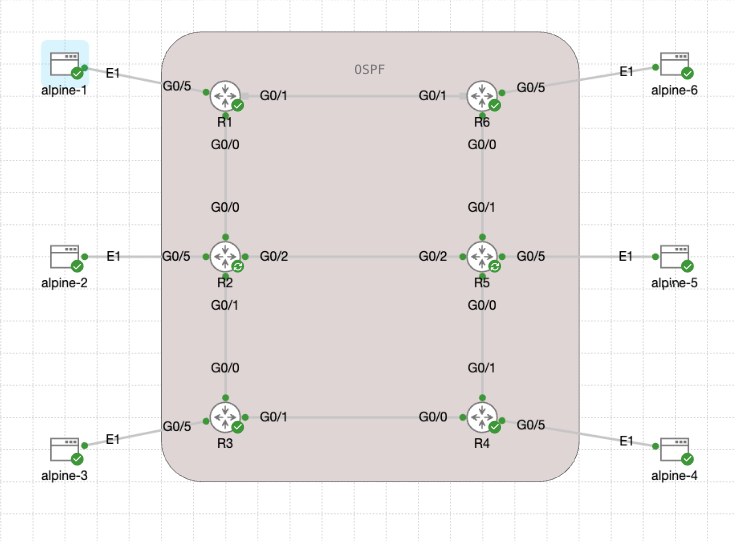 OSPF
E1
G0/5
E1
G0/5
alpine-1
alpine-6
G0/1
G0/1
R1
R6
G0/0
G0/0
G0/0
G0/1
E1
G0/5
G0/2
G0/2
G0/5
E1
alpine-2
R2
R5
alpine-5
G0/1
G0/0
G0/0
G0/1
G0/5
G0/1
G0/0
G0/5
E1
E1
R3
R4
alpine-3
alpine-4